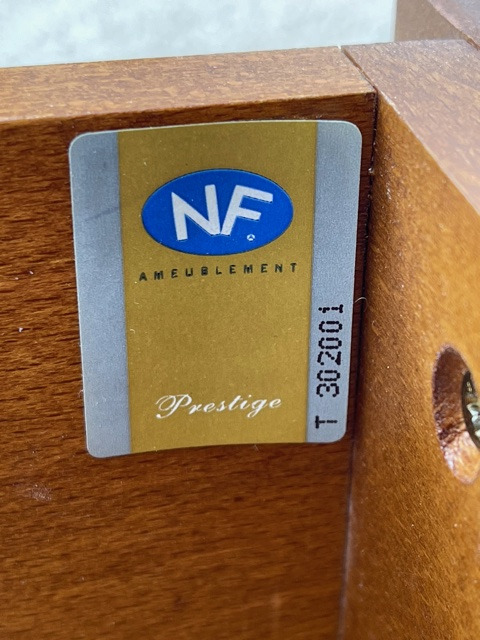 NF
AMEUBLEMENT
Prestige
T 302001